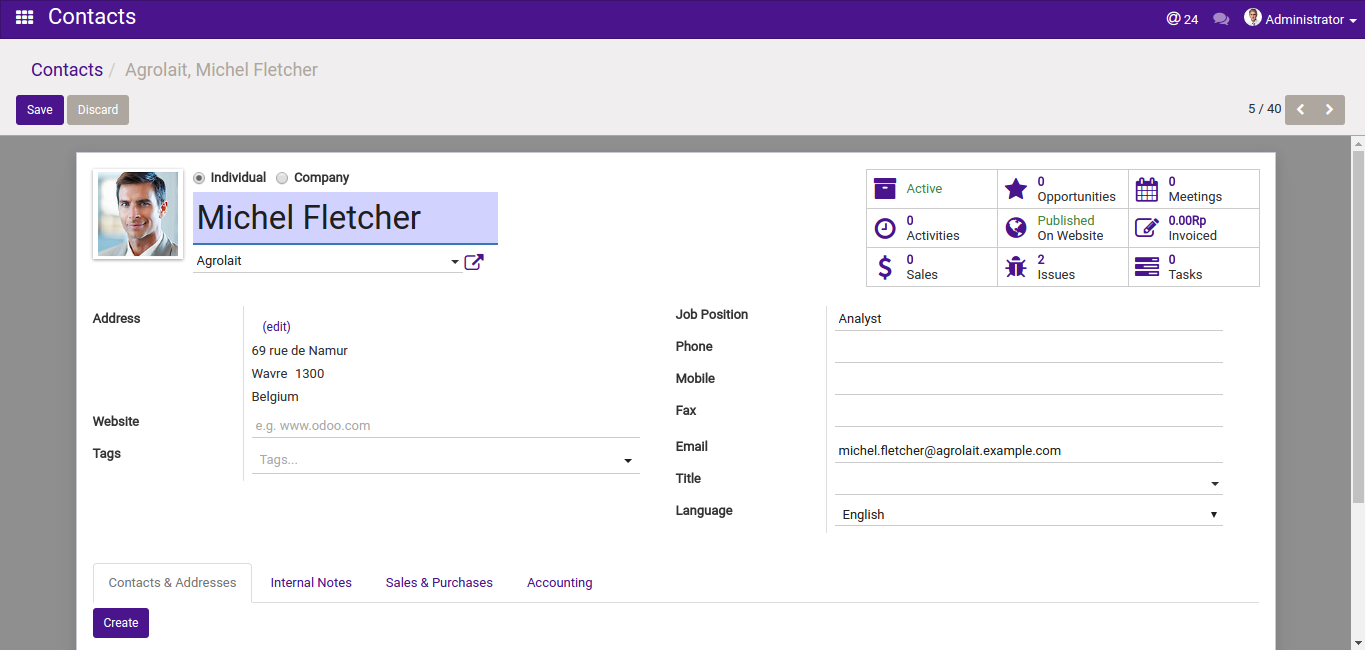 Contacts
@ 24
Administrator
Contacts / Agrolait, Michel Fletcher
Save Discard
5 / 40
Individual Company
Michel Fletcher
Agrolait
Active
0
Opportunities
0
Meetings
0
Activities
Published
On Website
0.00Rp
Invoiced
0
Sales
2
Issues
0
Tasks
Address
(edit)
69 rue de Namur
Wavre 1300
Belgium
Website
e.g. www.odoo.com
Tags
Tags...
Job Position
Analyst
Phone
Mobile
Fax
Email
michel.fletcher@agrolait.example.com
Title
Language
English
Contacts & Addresses Internal Notes Sales & Purchases Accounting
Create